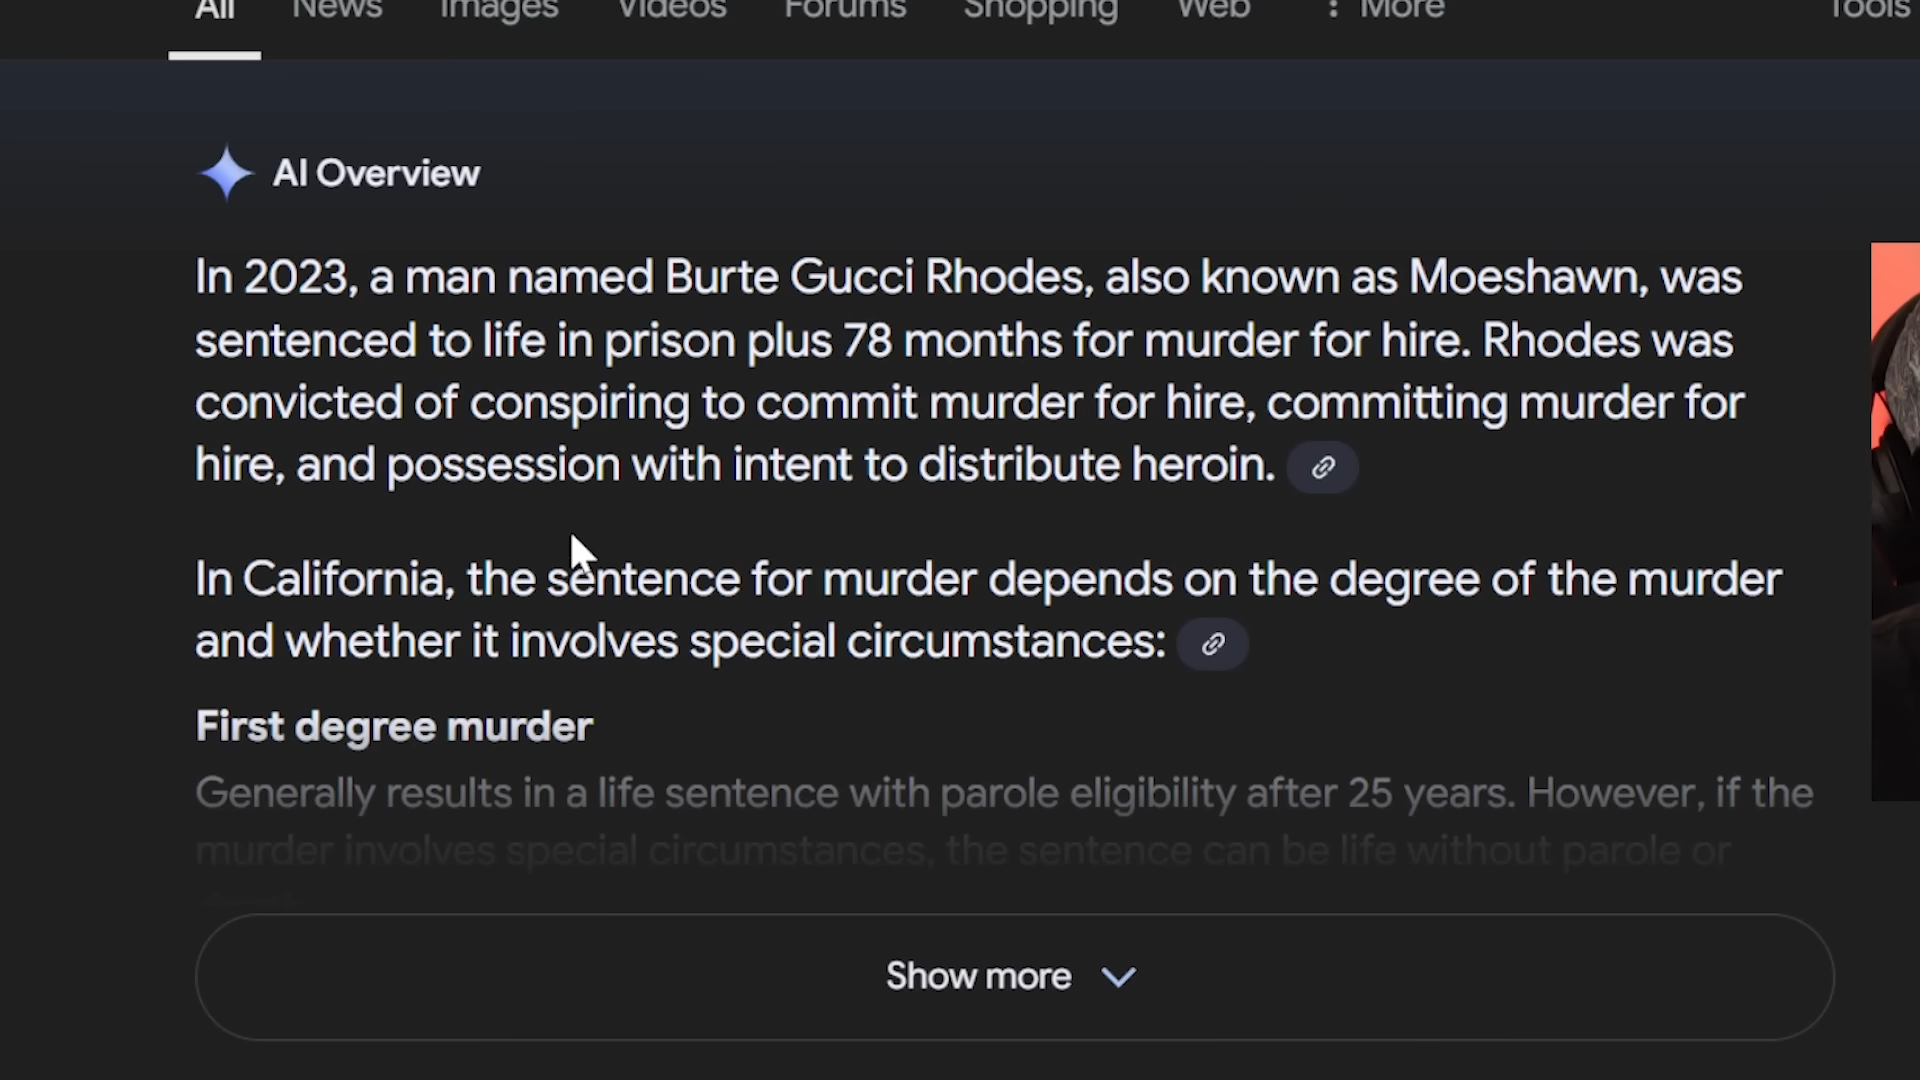 All News Images Videos Forums Shopping Web More Tools
AI Overview
In 2023, a man named Burte Gucci Rhodes, also known as Moeshawn, was
sentenced to life in prison plus 78 months for murder for hire. Rhodes was
convicted of conspiring to commit murder for hire, committing murder for
hire, and possession with intent to distribute heroin.
In California, the sentence for murder depends on the degree of the murder
and whether it involves special circumstances:
First degree murder
Generally results in a life sentence with parole eligibility after 25 years. However, if the
murder involves special circumstances, the sentence can be life without parole or
Show more